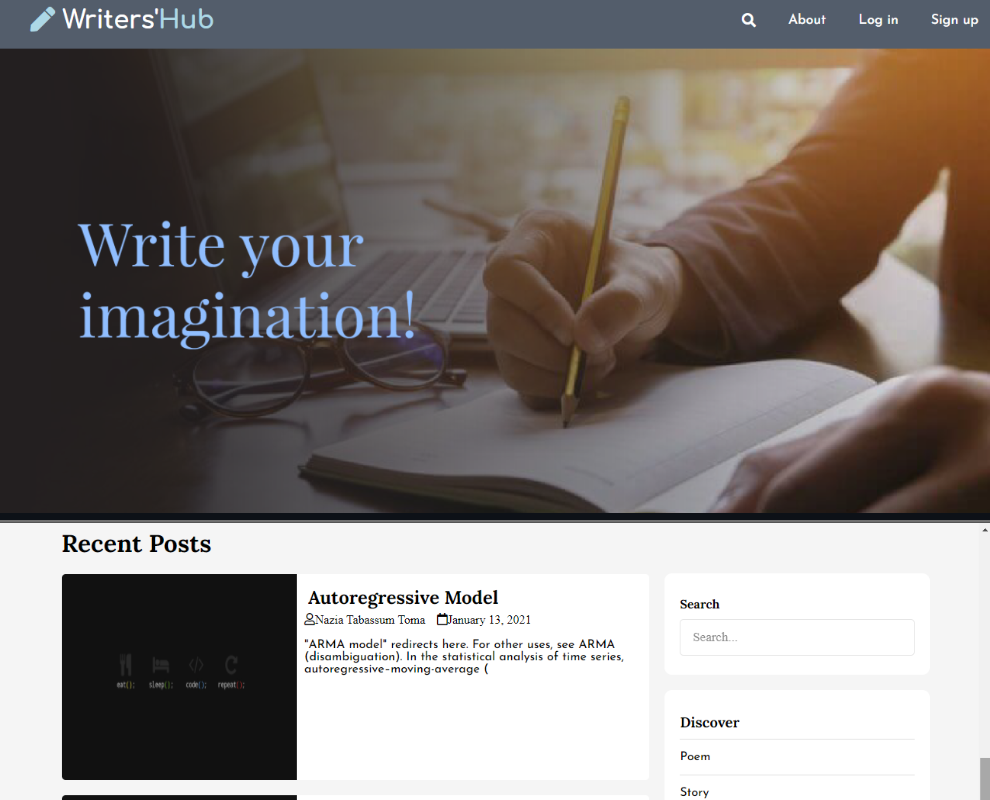 Writers'Hub
About
Log in
Sign up
Write your
imagination!
Recent Posts
eat(); sleep(); code(); repeat();
Autoregressive Model
Nazia Tabassum Toma January 13, 2021
"ARMA model" redirects here. For other uses, see ARMA
(disambiguation). In the statistical analysis of time series,
autoregressive–moving-average (
Search
Search...
Discover
Poem
Story